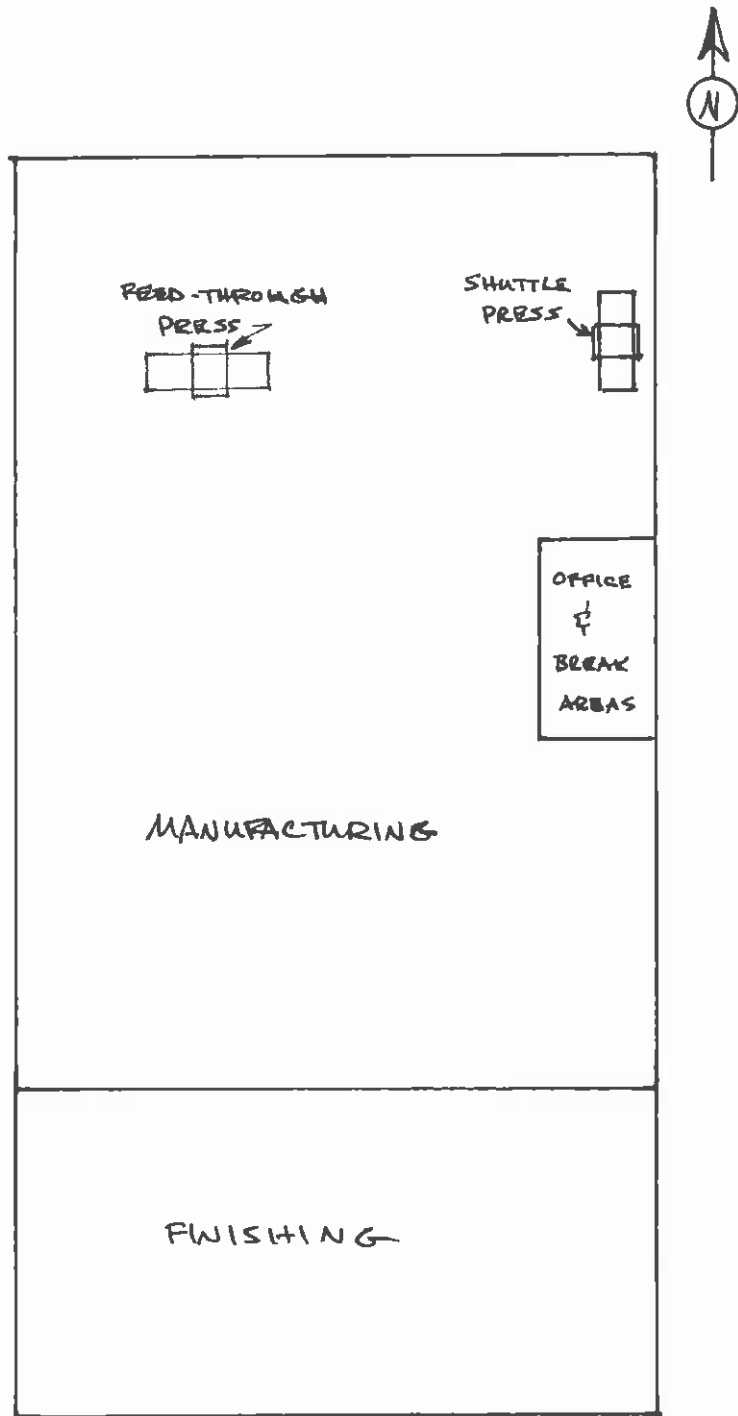 N
FEED-THROUGH
PRESS
SHUTTLE
PRESS
OFFICE
&
BREAK
AREAS
MANUFACTURING
FINISHING